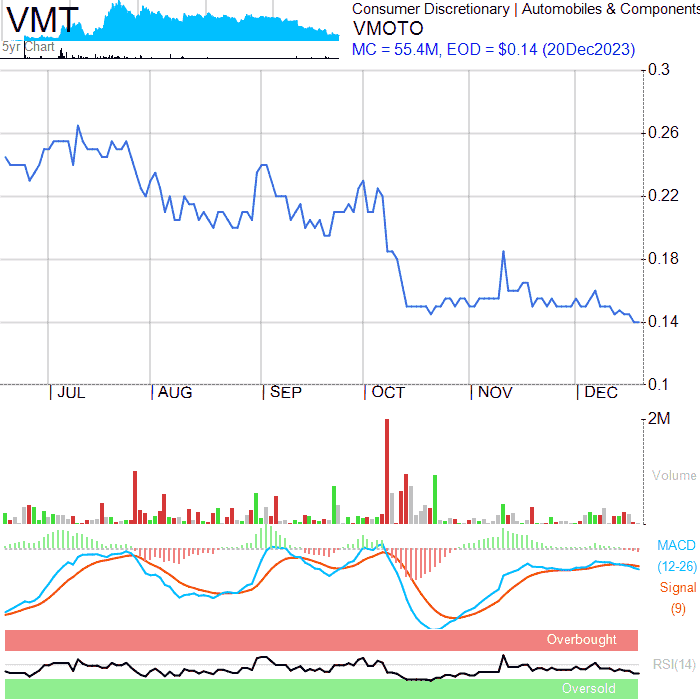 VMT
5yr Chart
Consumer Discretionary | Automobiles & Components
VMOTO
MC = 55.4M, EOD = $0.14 (20Dec2023)
0.3
0.26
0.22
0.18
0.14
0.1
JUL AUG SEP OCT NOV DEC
2M
Volume
MACD
(12-26)
Signal
(9)
Overbought
RSI(14)
Oversold